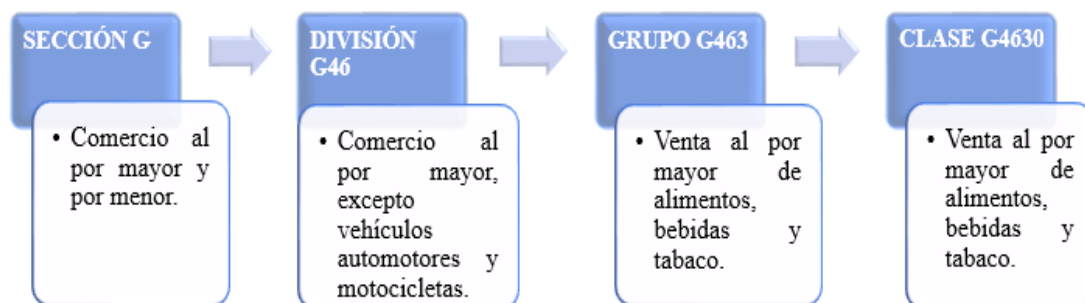 SECCIÓN G
• Comercio al
por mayor y
por menor.
DIVISIÓN
G46
• Comercio al
por mayor,
excepto
vehículos
automotores y
motocicletas.
GRUPO G463
• Venta al por
mayor de
alimentos,
bebidas y
tabaco.
CLASE G4630
• Venta al por
mayor de
alimentos,
bebidas y
tabaco.